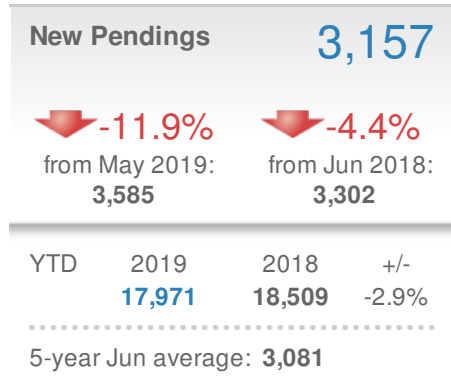 New Pendings 3,157
-11.9% -4.4%
from May 2019: from Jun 2018:
3,585 3,302
YTD 2019 2018 +/-
17,971 18,509 -2.9%
5-year Jun average: 3,081